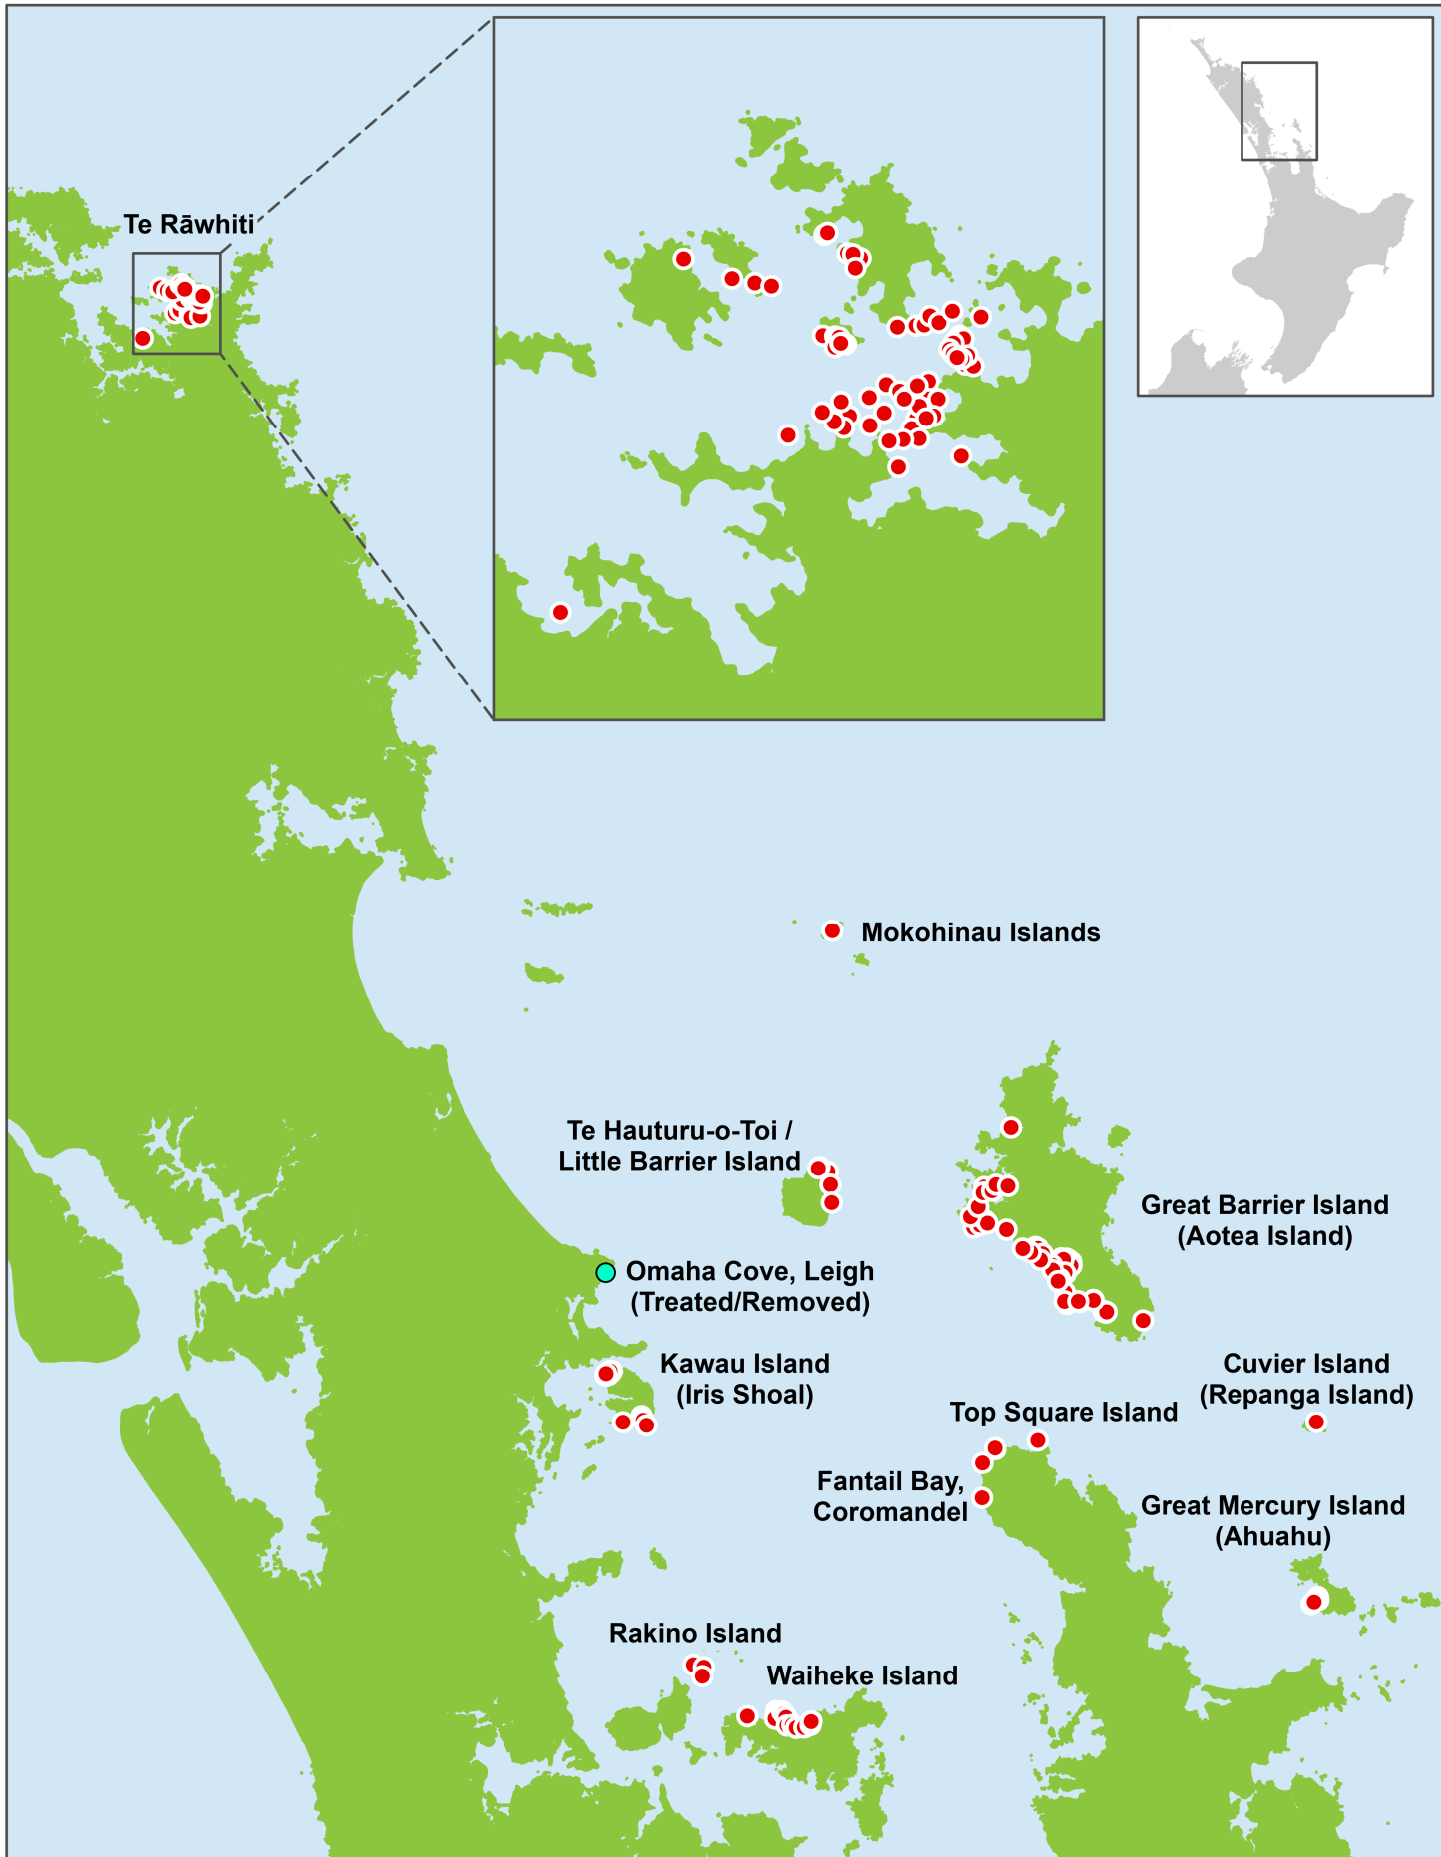 Te Rāwhiti
Mokohinau Islands
Te Hauturu-o-Toi /
Little Barrier Island
Great Barrier Island
(Aotea Island)
Omaha Cove, Leigh
(Treated/Removed)
Kawau Island
(Iris Shoal)
Cuvier Island
(Repanga Island)
Top Square Island
Fantail Bay,
Coromandel
Great Mercury Island
(Ahuahu)
Rakino Island
Waiheke Island